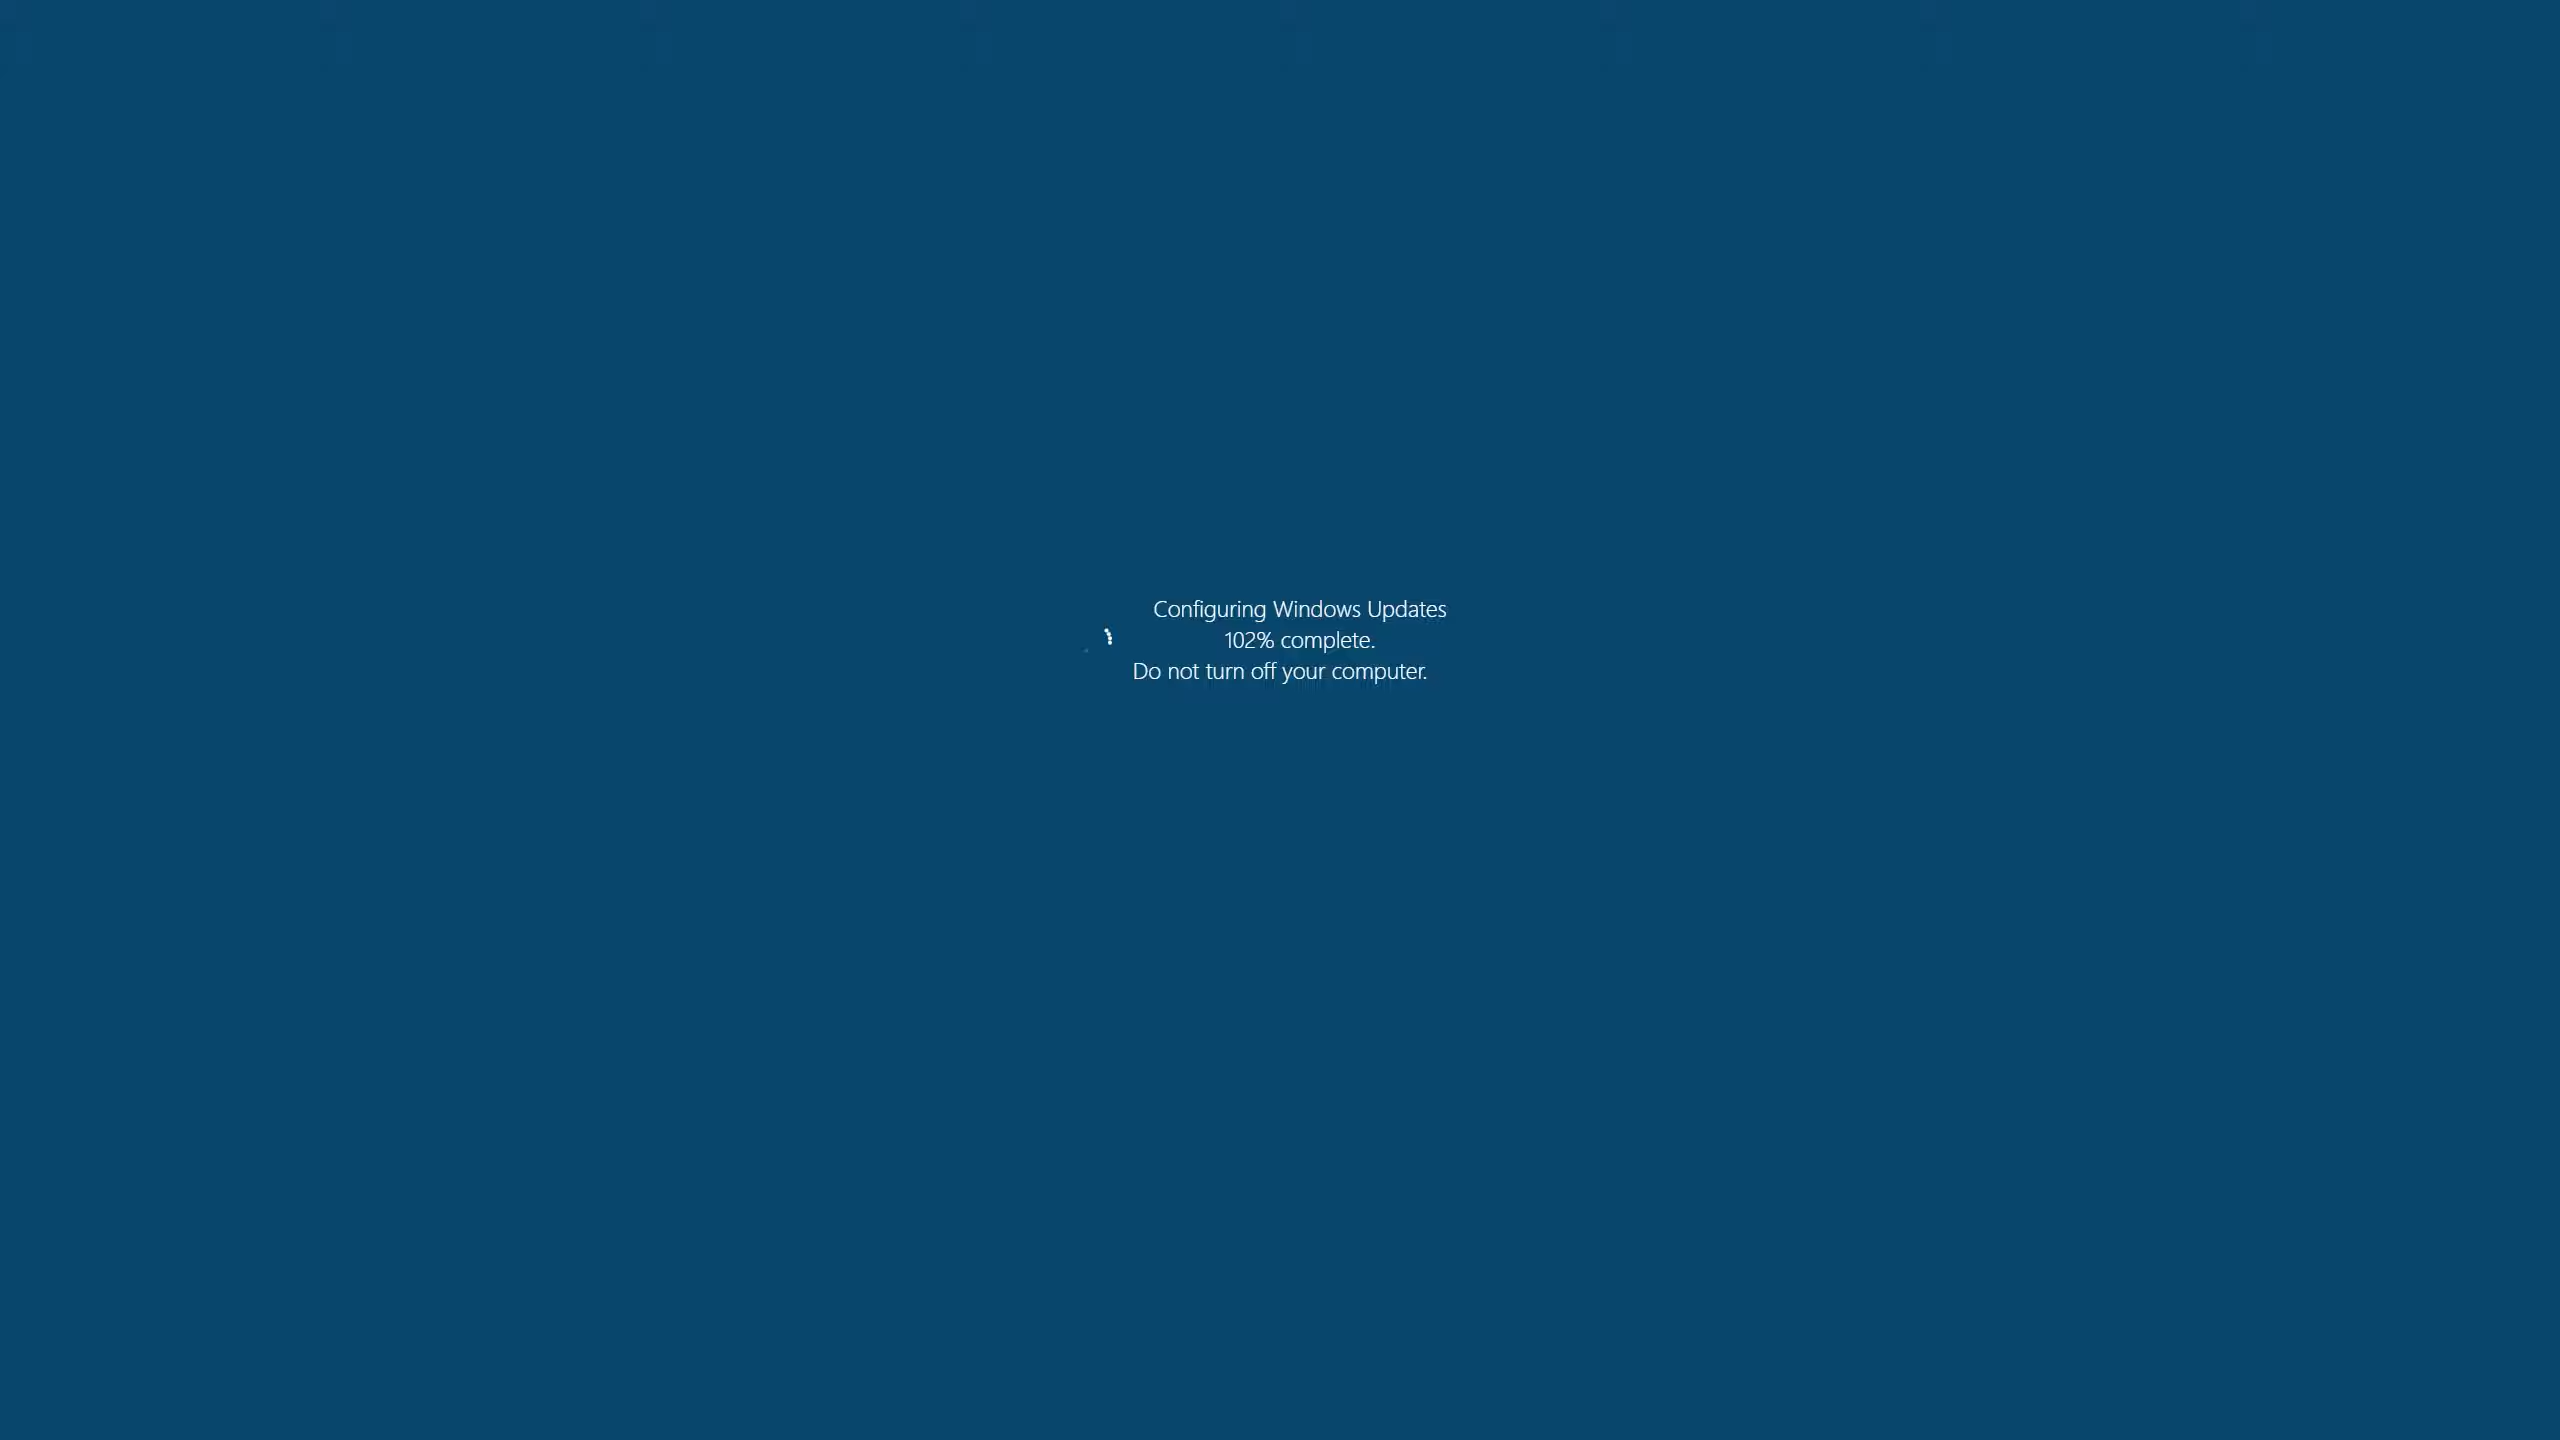 Configuring Windows Updates
102% complete.
Do not turn off your computer.